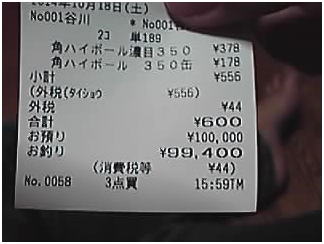 2014年10月18日(土)
No001谷川 * No001
2コ 単189
角ハイボール濃目350 ¥378
角ハイボール 350缶 ¥178
小計 ¥556
(外税(タイショウ ¥556)
外税 ¥44
合計 ¥600
お預り ¥100,000
お釣り ¥99,400
(消費税等 ¥44)
No.0058 3点買 15:59TM